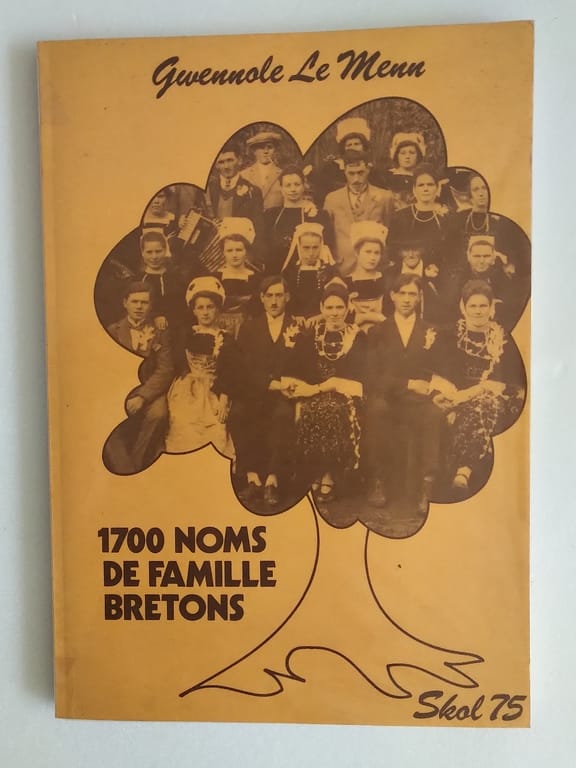 Gwennole Le Menn
1700 NOMS
DE FAMILLE
BRETONS
Skol 75